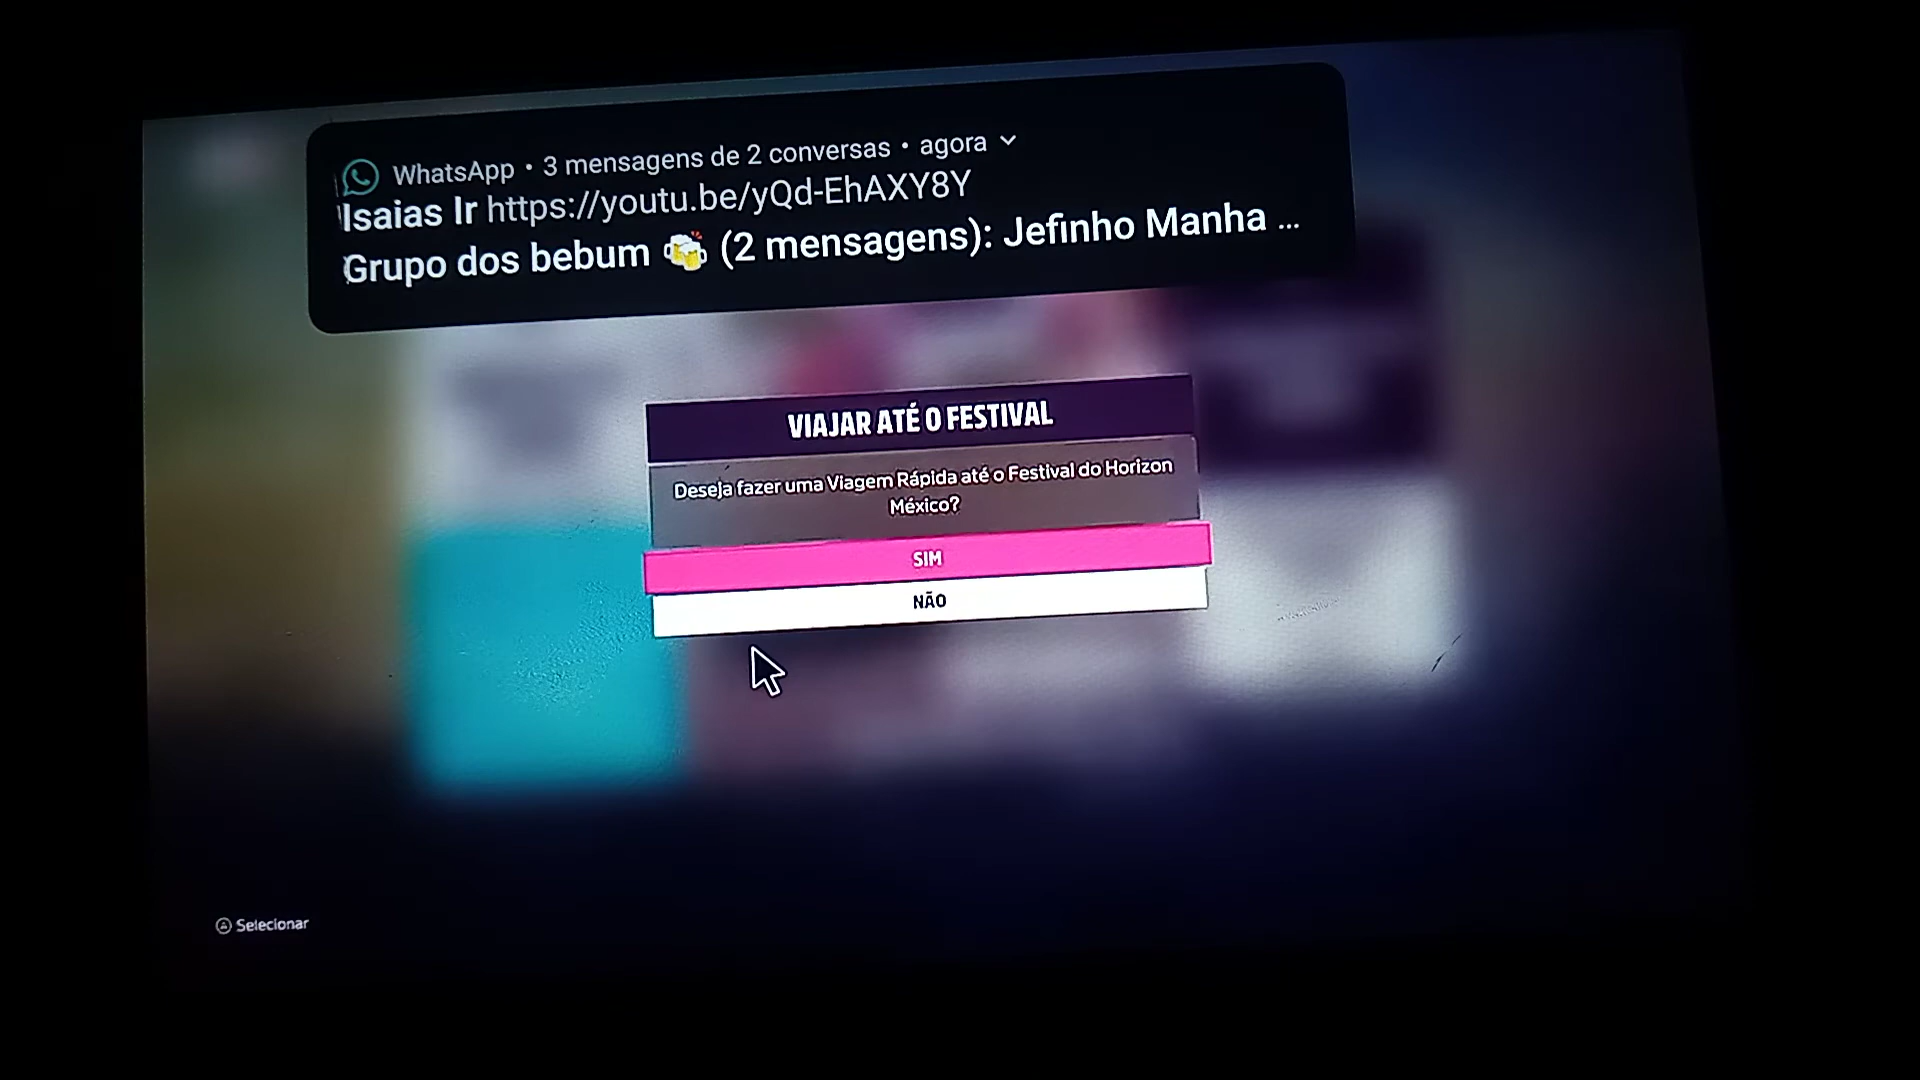 WhatsApp • 3 mensagens de 2 conversas • agora
Isaias Ir https://youtu.be/yQd-EhAXY8Y
Grupo dos bebum 🍻 (2 mensagens): Jefinho Manha ...
VIAJAR ATÉ O FESTIVAL
Deseja fazer uma Viagem Rápida até o Festival do Horizon
México?
SIM
NÃO
A Selecionar